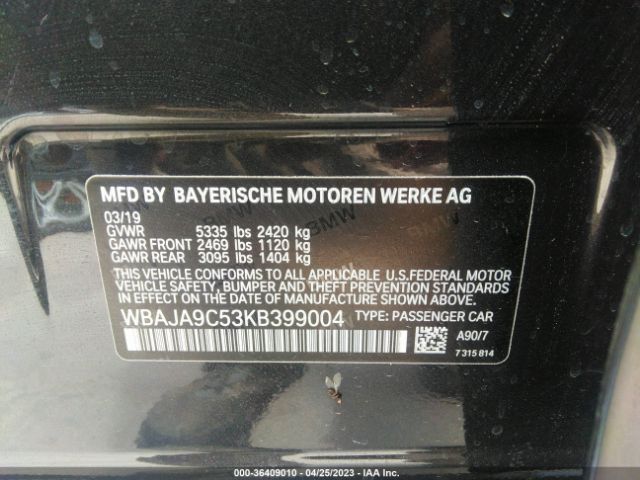 MFD BY BAYERISCHE MOTOREN WERKE AG
03/19
GVWR 5335 lbs 2420 kg
GAWR FRONT 2469 lbs 1120 kg
GAWR REAR 3095 lbs 1404 kg
THIS VEHICLE CONFORMS TO ALL APPLICABLE U.S.FEDERAL MOTOR
VEHICLE SAFETY, BUMPER AND THEFT PREVENTION STANDARDS
IN EFFECT ON THE DATE OF MANUFACTURE SHOWN ABOVE.
WBAJA9C53KB399004 TYPE: PASSENGER CAR
A90/7
7 315 814
BMW
BMW
BMW
000-36409010 - 04/25/2023 - IAA Inc.